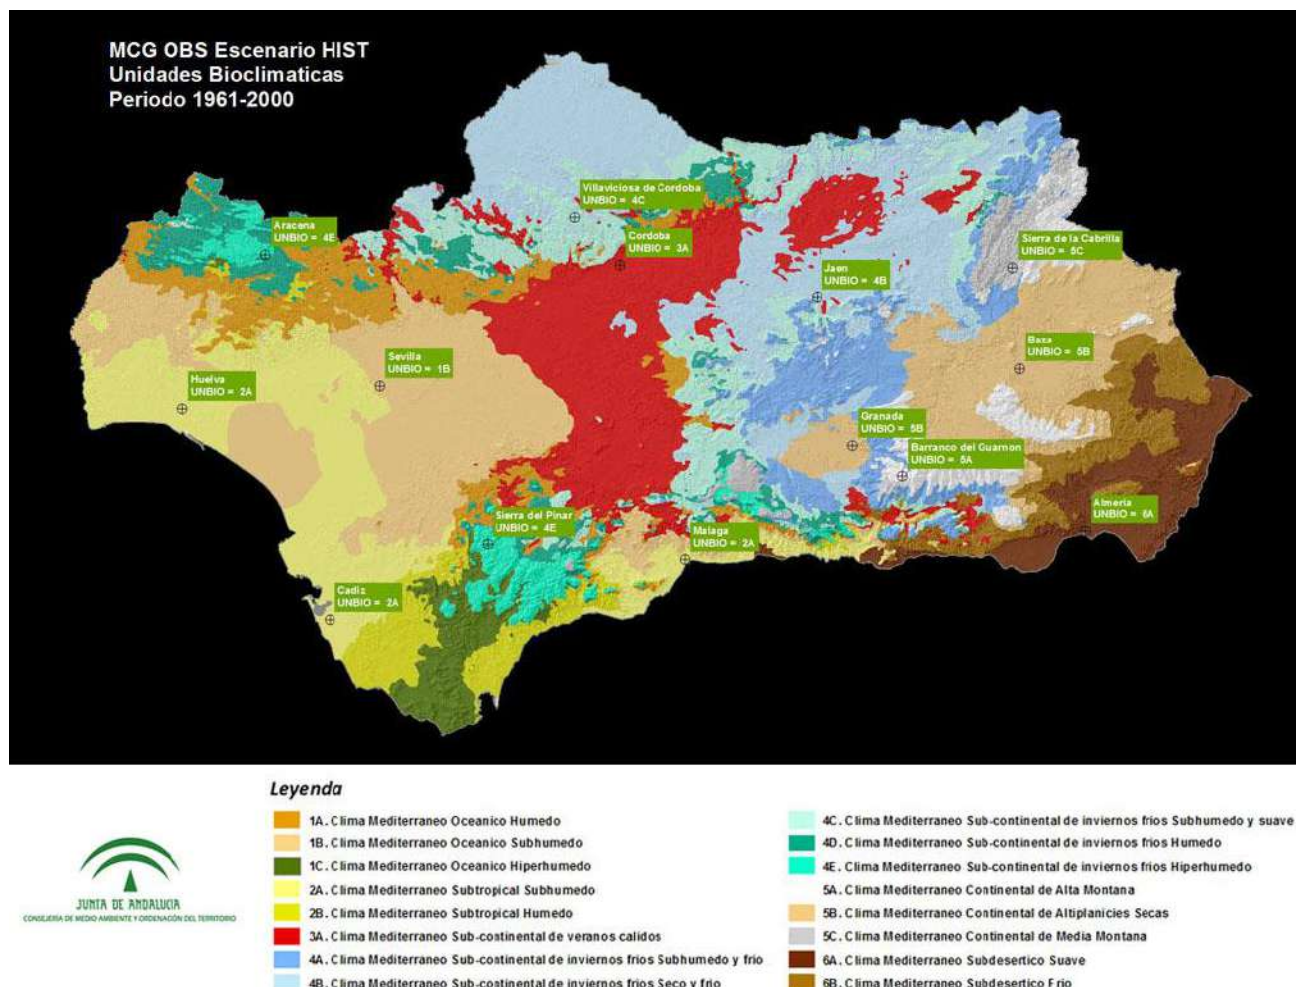 MCG OBS Escenario HIST
Unidades Bioclimaticas
Periodo 1961-2000
Villaviciosa de Cordoba
UNBIO = 4C
Aracena
UNBIO = 4E
Cordoba
UNBIO = 3A
Sierra de la Cabrilla
UNBIO = 5C
Jaen
UNBIO = 4B
Sevilla
UNBIO = 1B
Baza
UNBIO = 5B
Huelva
UNBIO = 2A
Granada
UNBIO = 5B
Barranco del Guarnon
UNBIO = 5A
Almeria
UNBIO = 6A
Sierra del Pinar
UNBIO = 4E
Malaga
UNBIO = 2A
Cadiz
UNBIO = 2A
Leyenda
1A. Clima Mediterraneo Oceanico Humedo
1B. Clima Mediterraneo Oceanico Subhumedo
1C. Clima Mediterraneo Oceanico Hiperhumedo
2A. Clima Mediterraneo Subtropical Subhumedo
2B. Clima Mediterraneo Subtropical Humedo
3A. Clima Mediterraneo Sub-continental de veranos calidos
4A. Clima Mediterraneo Sub-continental de inviernos frios Subhumedo y frio
4B. Clima Mediterraneo Sub-continental de inviernos frios Seco y frio
4C. Clima Mediterraneo Sub-continental de inviernos frios Subhumedo y suave
4D. Clima Mediterraneo Sub-continental de inviernos frios Humedo
4E. Clima Mediterraneo Sub-continental de inviernos frios Hiperhumedo
5A. Clima Mediterraneo Continental de Alta Montana
5B. Clima Mediterraneo Continental de Altiplanicies Secas
5C. Clima Mediterraneo Continental de Media Montana
6A. Clima Mediterraneo Subdesertico Suave
6B. Clima Mediterraneo Subdesertico Frio
JUNTA DE ANDALUCIA
CONSEJERÍA DE MEDIO AMBIENTE Y ORDENACIÓN DEL TERRITORIO